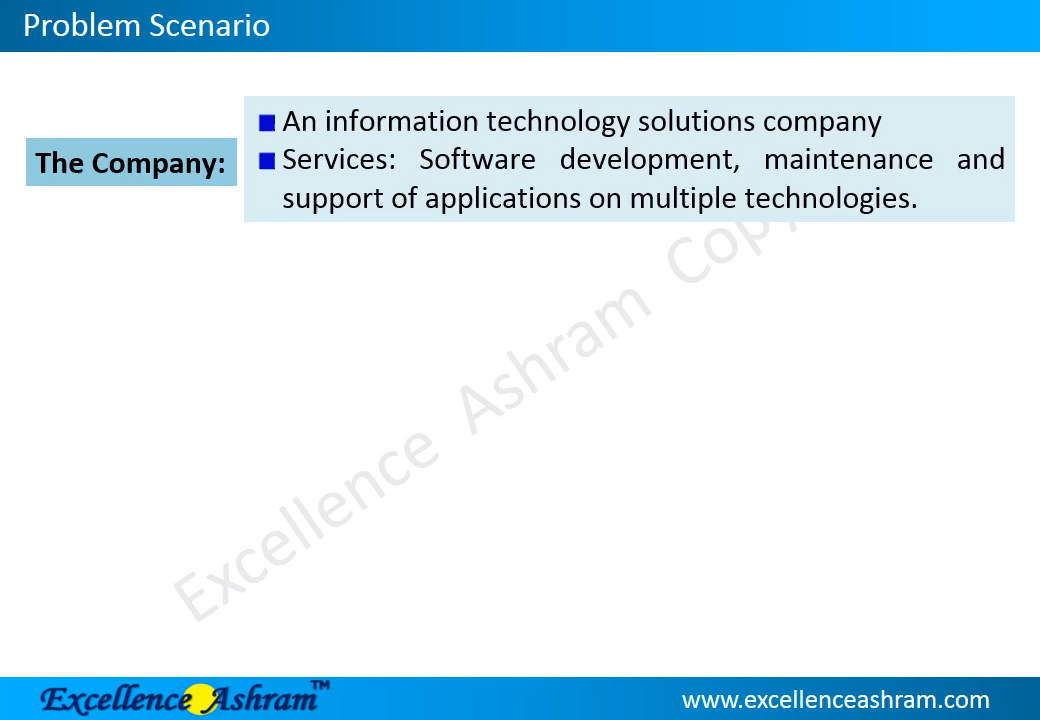 Problem Scenario
The Company:
An information technology solutions company
Services: Software development, maintenance and
support of applications on multiple technologies.
Excellence Ashram Copy
Excellence Ashram™
www.excellenceashram.com